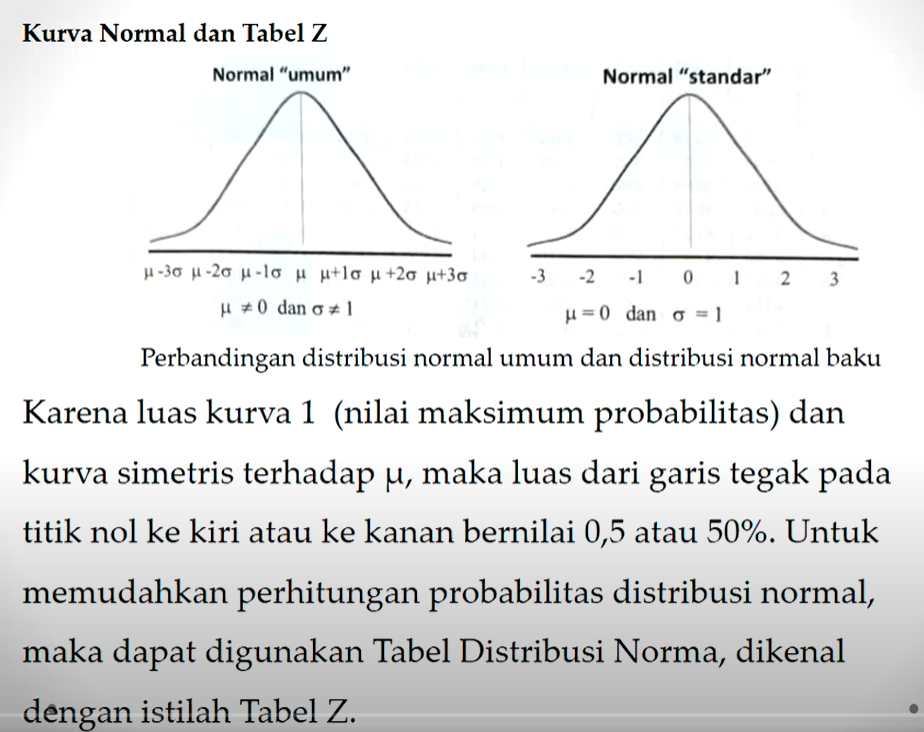 Kurva Normal dan Tabel Z
Normal “umum”
Normal “standar”
μ-3σ μ-2σ μ-1σ μ μ+1σ μ+2σ μ+3σ
-3 -2 -1 0 1 2 3
μ ≠ 0 dan σ ≠ 1
μ = 0 dan σ = 1
Perbandingan distribusi normal umum dan distribusi normal baku
Karena luas kurva 1 (nilai maksimum probabilitas) dan
kurva simetris terhadap μ, maka luas dari garis tegak pada
titik nol ke kiri atau ke kanan bernilai 0,5 atau 50%. Untuk
memudahkan perhitungan probabilitas distribusi normal,
maka dapat digunakan Tabel Distribusi Norma, dikenal
dengan istilah Tabel Z.